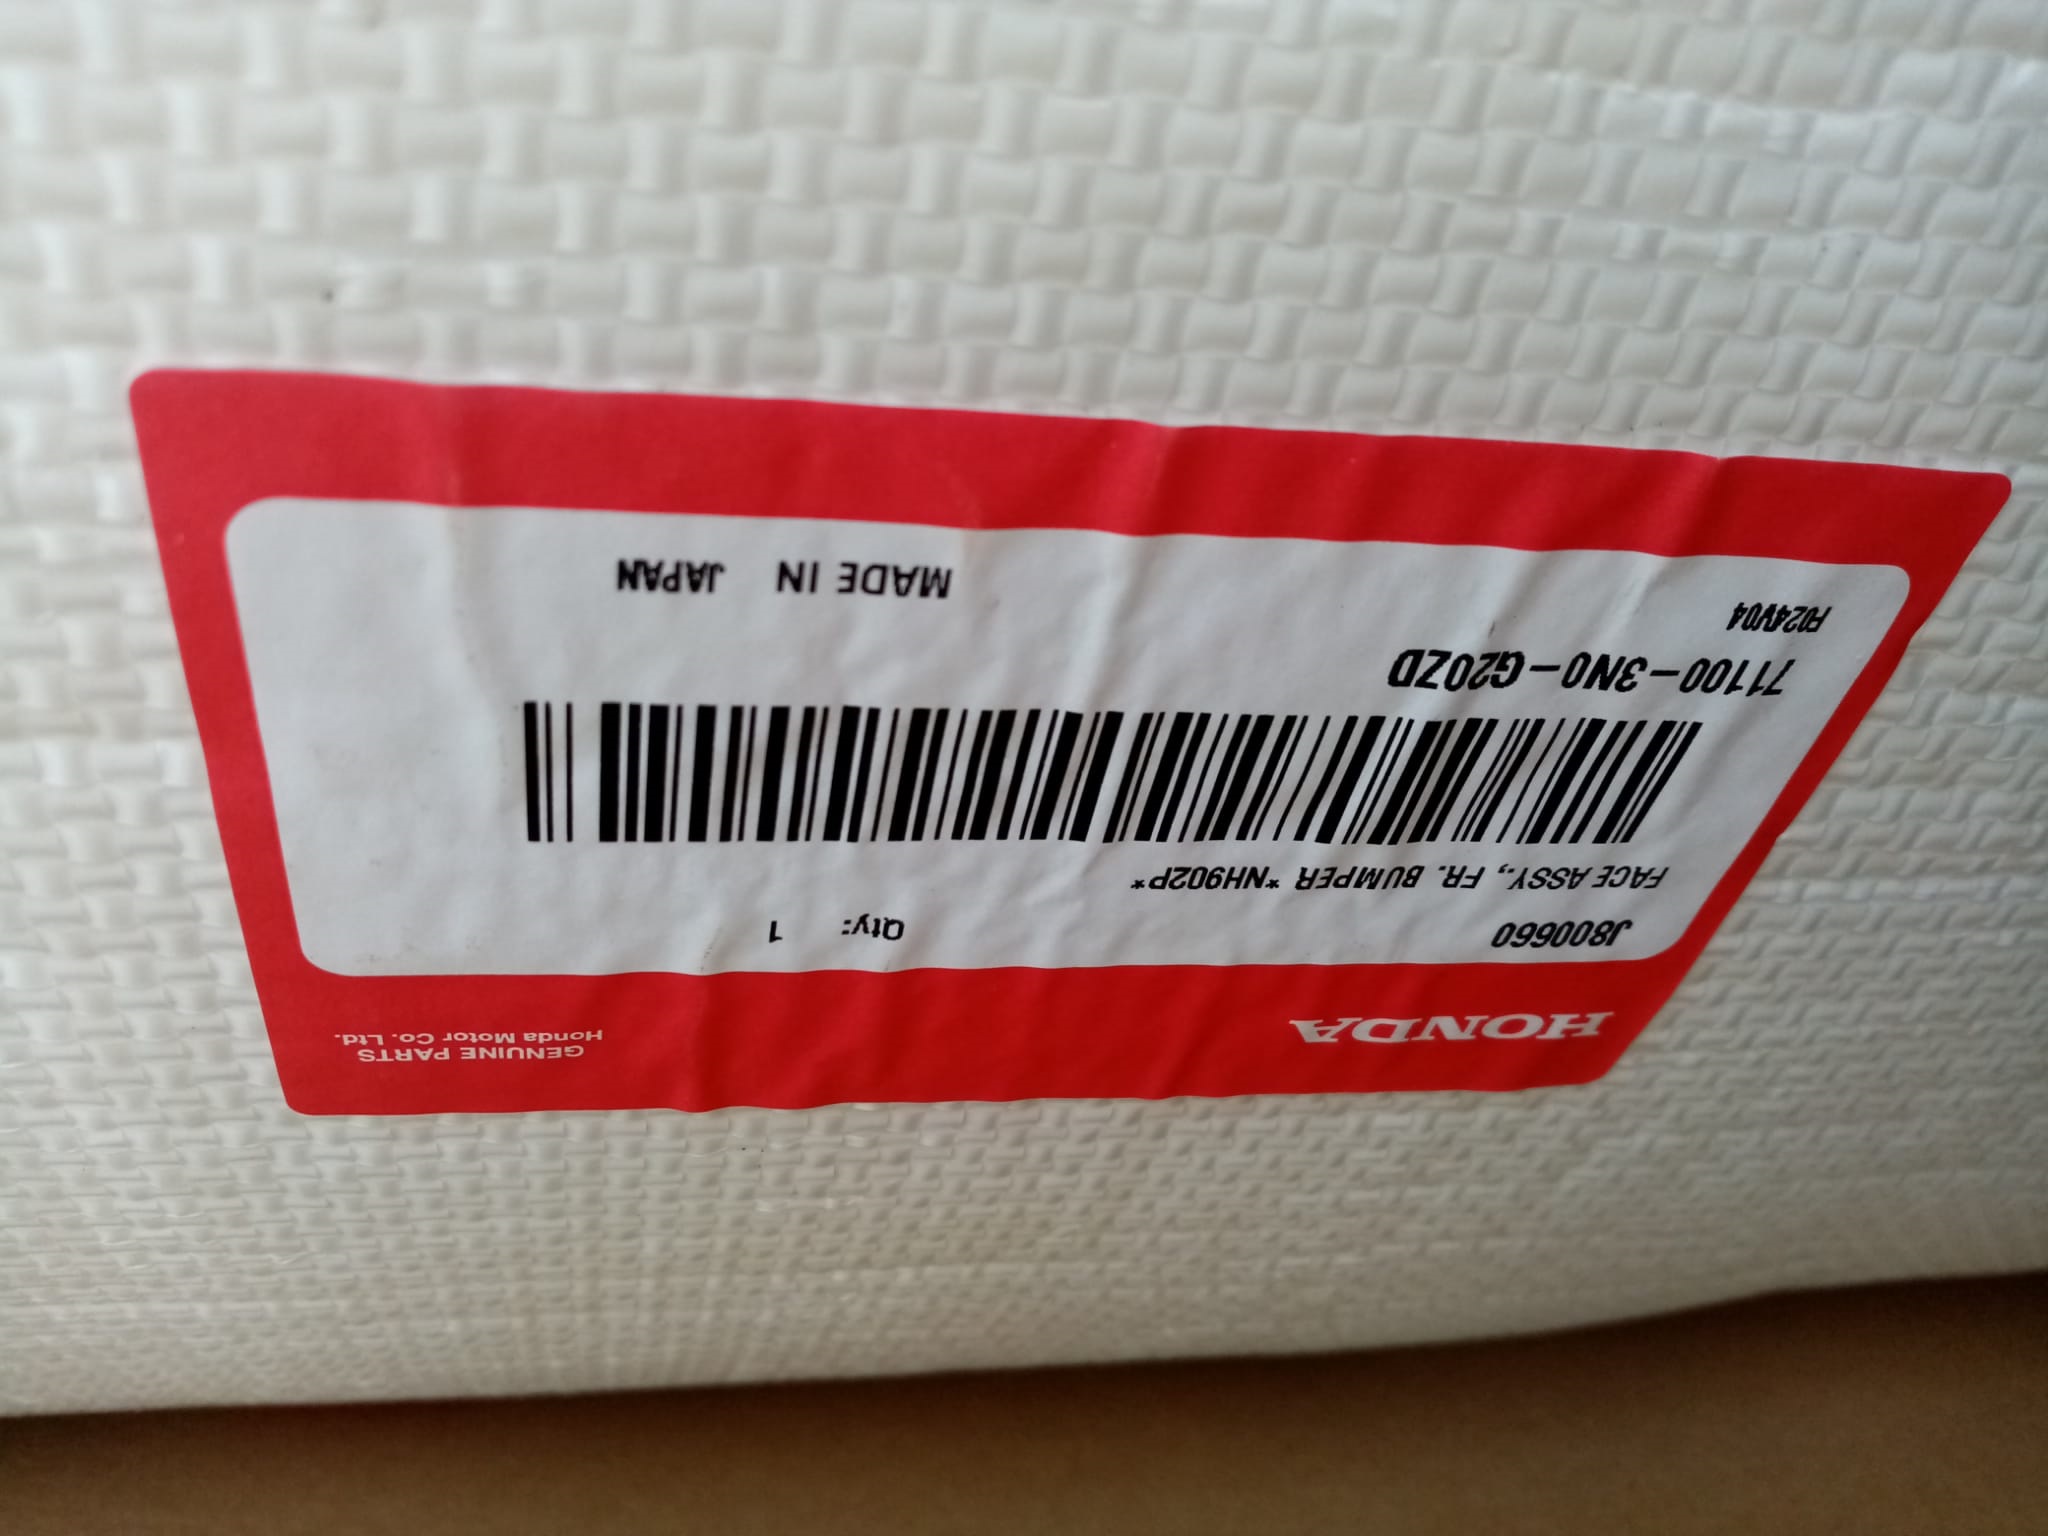 HONDA
GENUINE PARTS
Honda Motor Co. Ltd.
J800660 Qty: 1
FACE ASSY., FR. BUMPER *NH902P*
71100-3N0-G20ZD
F024V04
MADE IN JAPAN